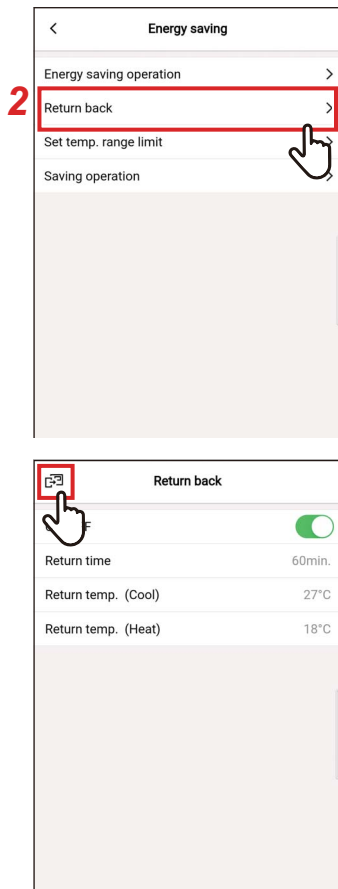 Energy saving
Energy saving operation
2
Return back
Set temp. range limit
Saving operation
Return back
Return time 60min.
Return temp. (Cool) 27°C
Return temp. (Heat) 18°C